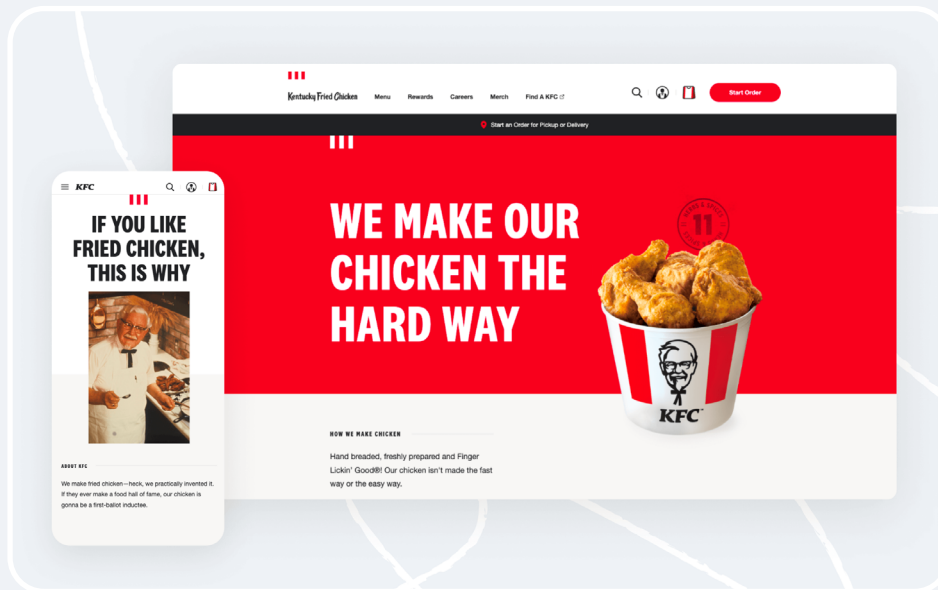 Kentucky Fried Chicken
Menu
Rewards
Careers
Merch
Find A KFC
Start Order
Start an Order for Pickup or Delivery
WE MAKE OUR
CHICKEN THE
HARD WAY
11
KFC
HOW WE MAKE CHICKEN
Hand breaded, freshly prepared and Finger
Lickin' Good®! Our chicken isn't made the fast
way or the easy way.
KFC
IF YOU LIKE
FRIED CHICKEN,
THIS IS WHY
ABOUT KFC
We make fried chicken—heck, we practically invented it.
If they ever make a food hall of fame, our chicken is
gonna be a first-ballot inductee.